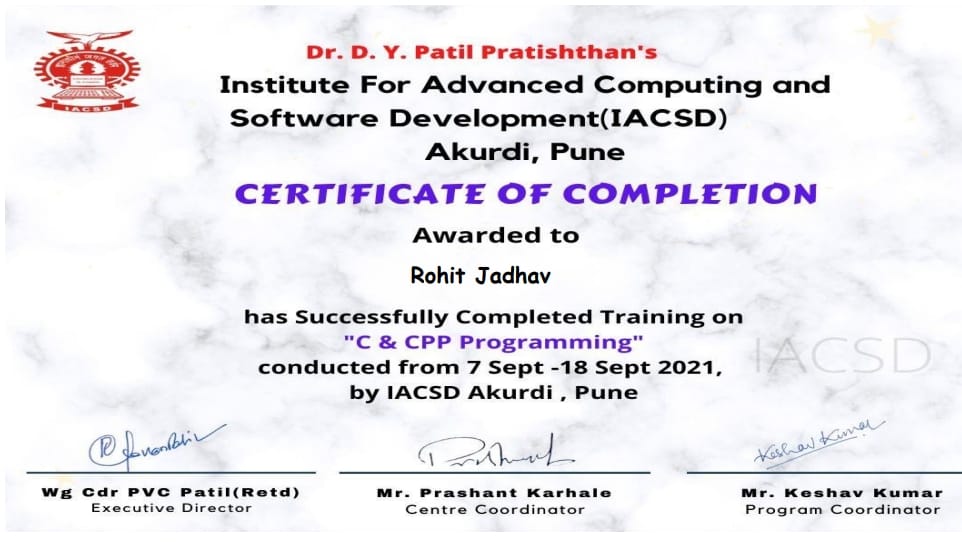 Dr. D. Y. Patil Pratishthan's
Institute For Advanced Computing and
Software Development(IACSD)
Akurdi, Pune
CERTIFICATE OF COMPLETION
Awarded to
Rohit Jadhav
has Successfully Completed Training on
"C & CPP Programming"
conducted from 7 Sept -18 Sept 2021,
by IACSD Akurdi , Pune
IACSD
IACSD
Keshav Kumar
Wg Cdr PVC Patil(Retd)
Executive Director
Mr. Prashant Karhale
Centre Coordinator
Mr. Keshav Kumar
Program Coordinator